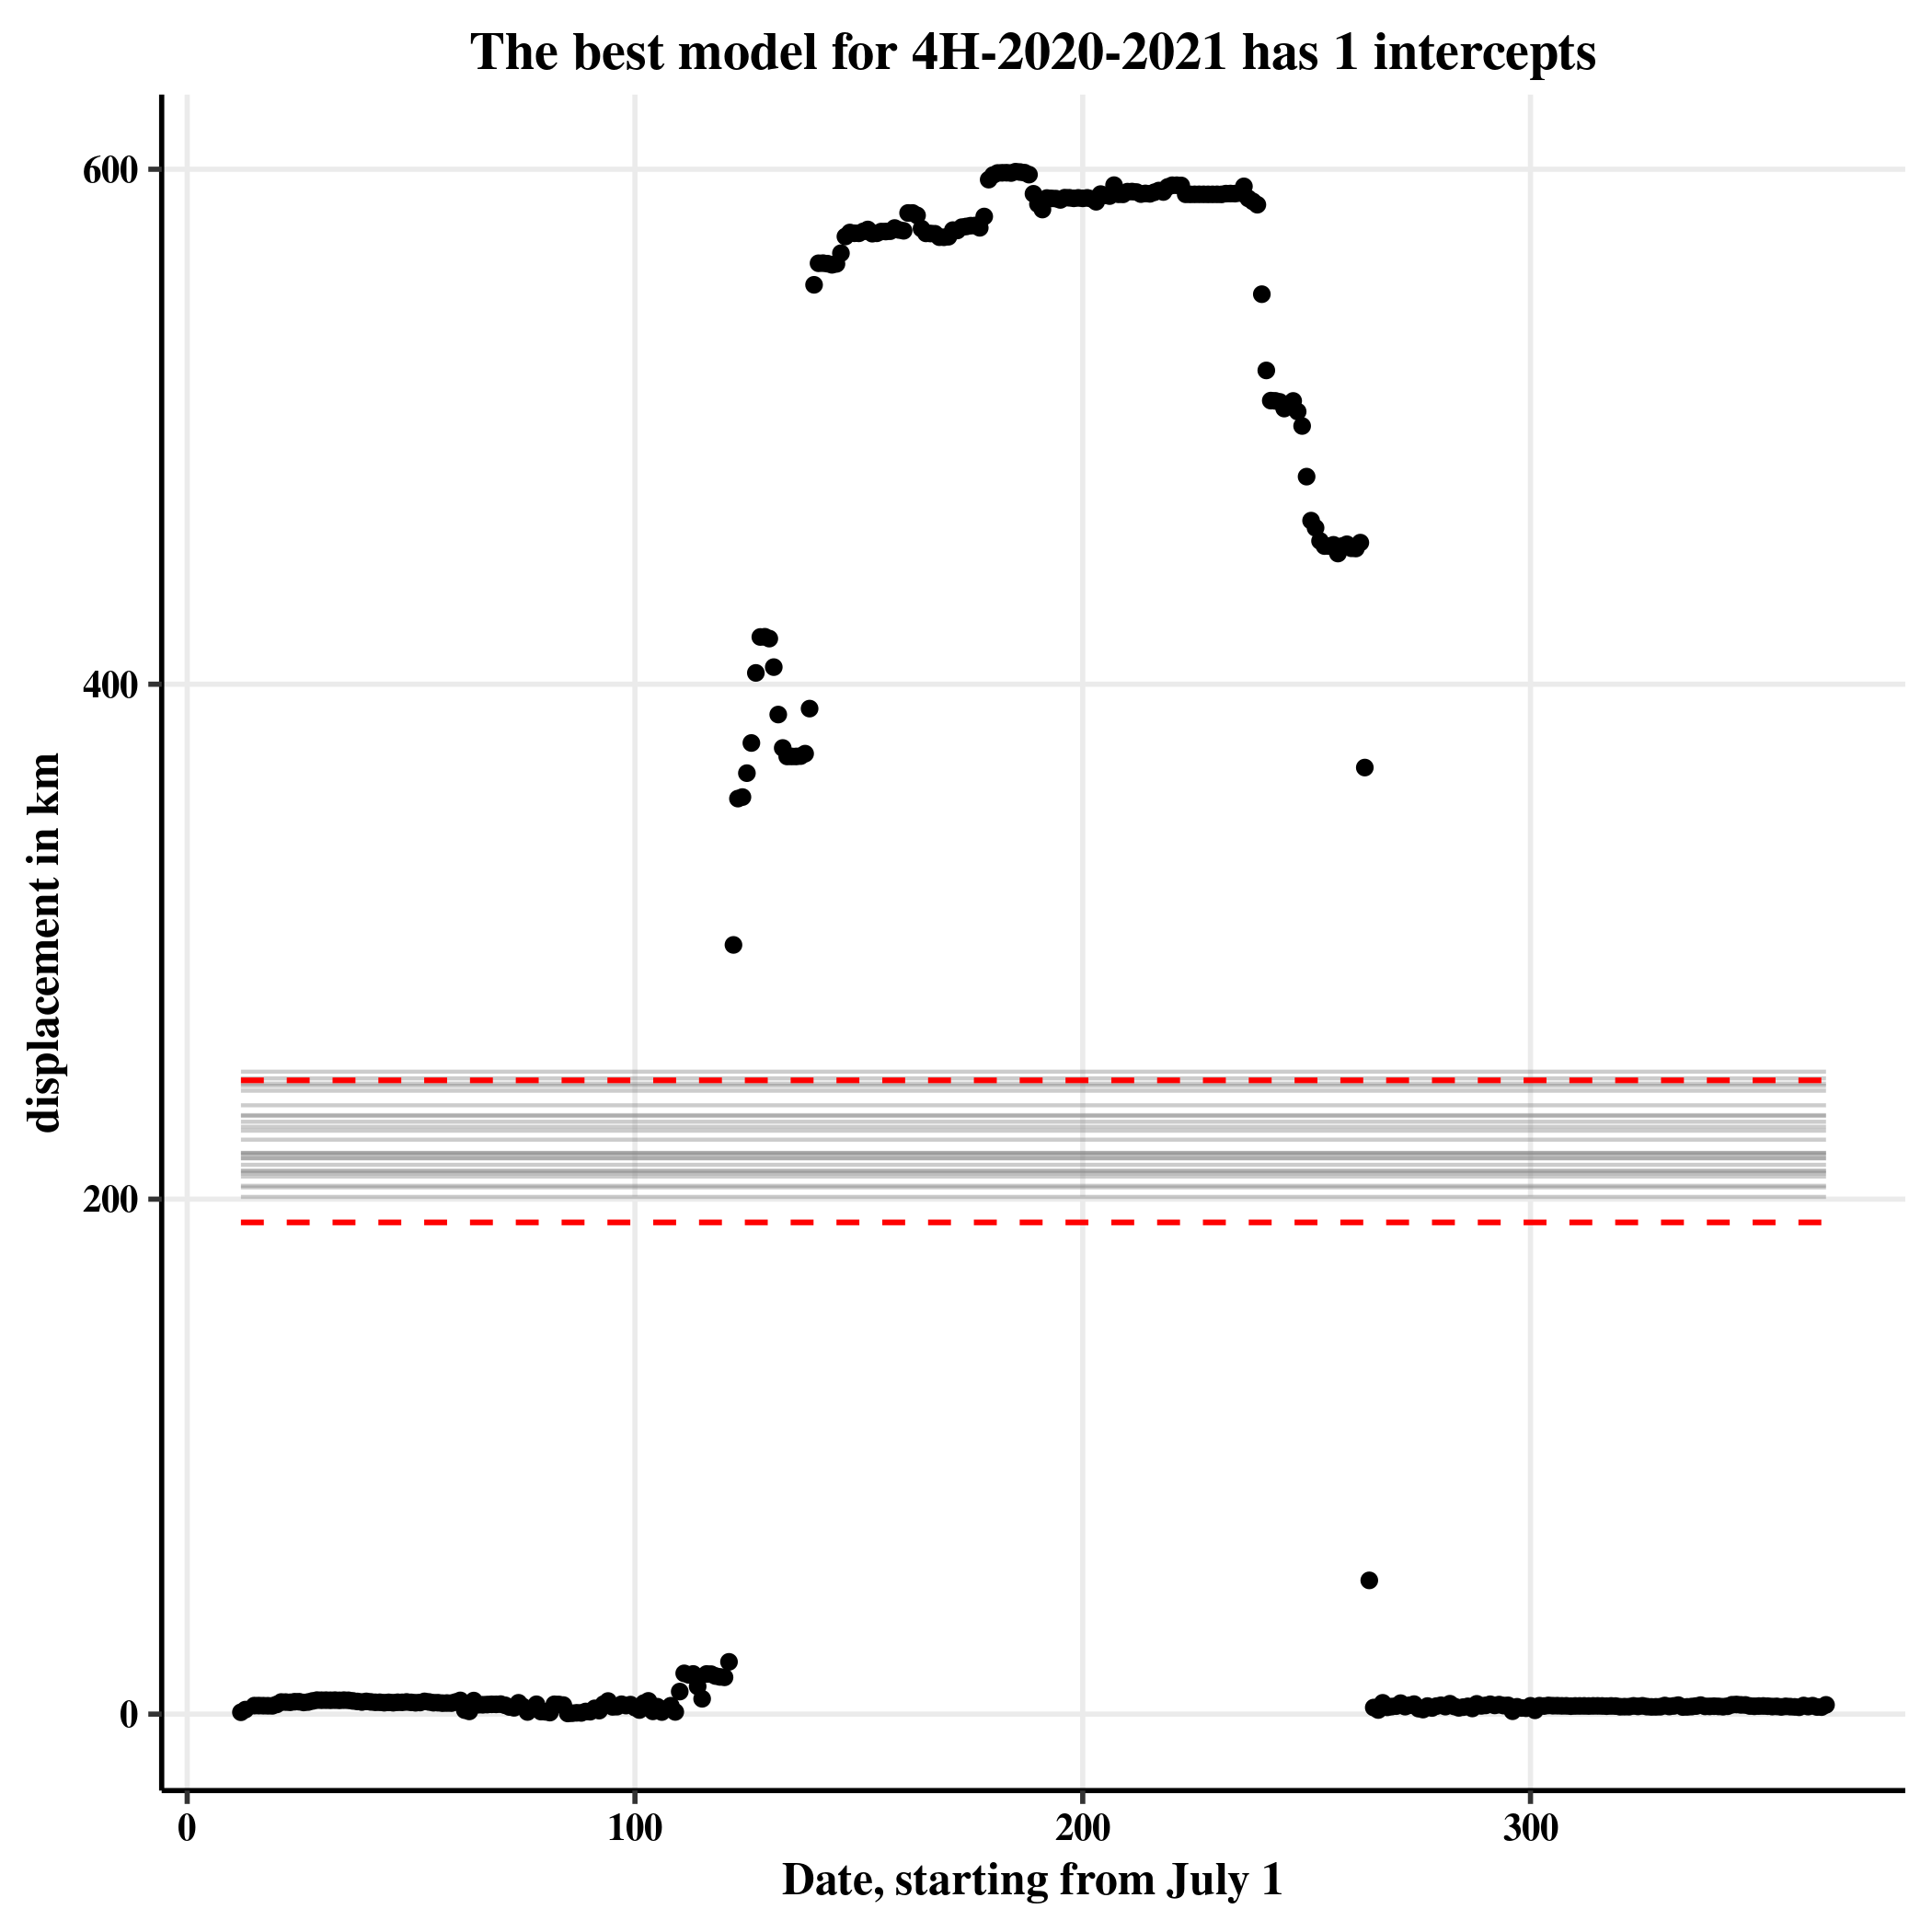 The best model for 4H-2020-2021 has 1 intercepts
600
400
200
0
displacement in km
0 100 200 300
Date, starting from July 1